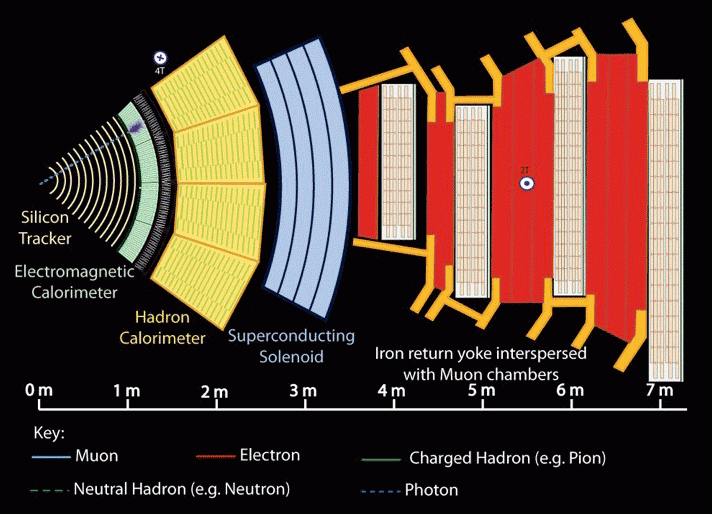 4T
2T
Silicon
Tracker
Electromagnetic
Calorimeter
Hadron
Calorimeter
Superconducting
Solenoid
Iron return yoke interspersed
with Muon chambers
0 m 1 m 2 m 3 m 4 m 5 m 6 m 7 m
Key:
Muon Electron Charged Hadron (e.g. Pion)
Neutral Hadron (e.g. Neutron) Photon